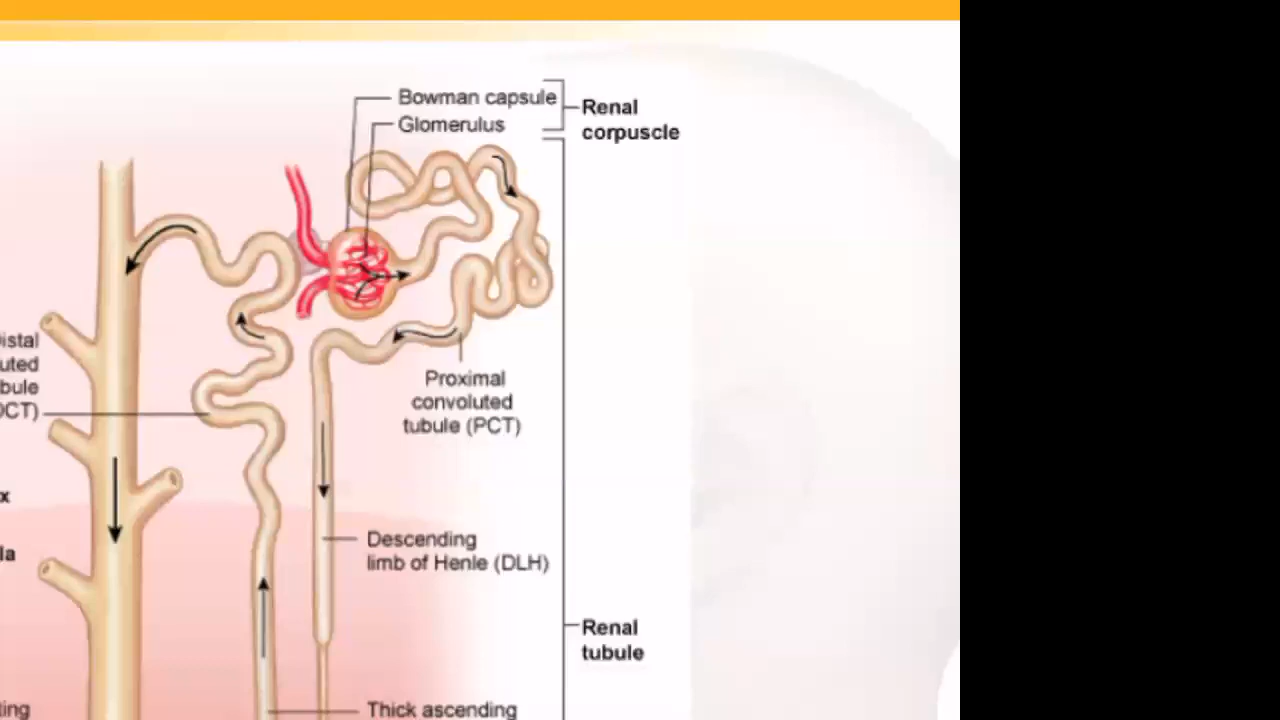 Bowman capsule
Glomerulus
Renal
corpuscle
Proximal
convoluted
tubule (PCT)
Descending
limb of Henle (DLH)
Renal
tubule
Thick ascending